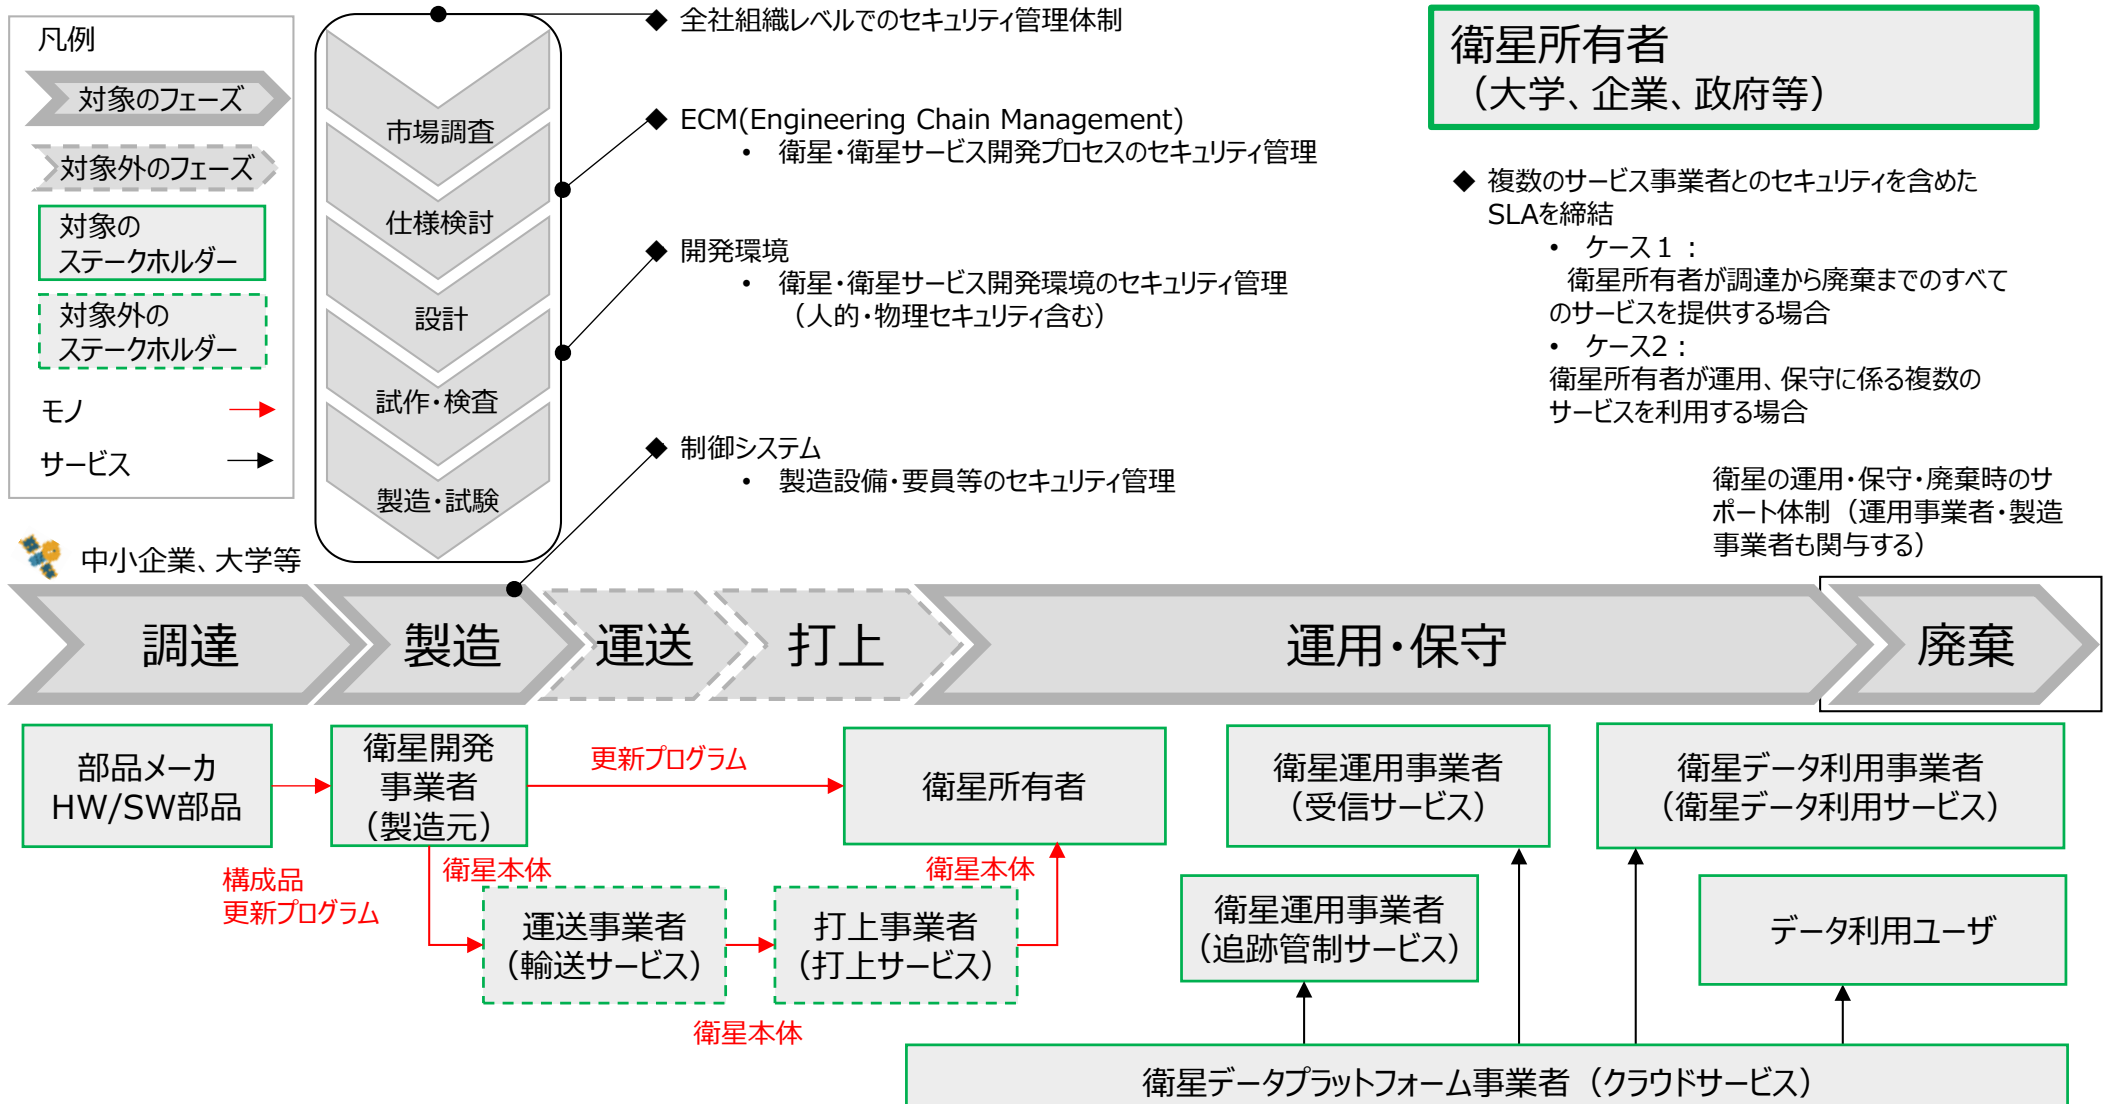 凡例
対象のフェーズ
対象外のフェーズ
対象の
ステークホルダー
対象外の
ステークホルダー
モノ
サービス
市場調査
仕様検討
設計
試作・検査
製造・試験
◆ 全社組織レベルでのセキュリティ管理体制
◆ ECM(Engineering Chain Management)
• 衛星・衛星サービス開発プロセスのセキュリティ管理
◆ 開発環境
• 衛星・衛星サービス開発環境のセキュリティ管理
（人的・物理セキュリティ含む）
◆ 制御システム
• 製造設備・要員等のセキュリティ管理
衛星所有者
（大学、企業、政府等）
◆ 複数のサービス事業者とのセキュリティを含めた
SLAを締結
• ケース１：
衛星所有者が調達から廃棄までのすべて
のサービスを提供する場合
• ケース2：
衛星所有者が運用、保守に係る複数の
サービスを利用する場合
衛星の運用・保守・廃棄時のサ
ポート体制（運用事業者・製造
事業者も関与する）
中小企業、大学等
調達
製造
運送
打上
運用・保守
廃棄
部品メーカ
HW/SW部品
衛星開発
事業者
（製造元）
更新プログラム
衛星所有者
衛星運用事業者
（受信サービス）
衛星データ利用事業者
（衛星データ利用サービス）
構成品
更新プログラム
衛星本体
衛星本体
運送事業者
（輸送サービス）
打上事業者
（打上サービス）
衛星本体
衛星運用事業者
（追跡管制サービス）
データ利用ユーザ
衛星データプラットフォーム事業者（クラウドサービス）